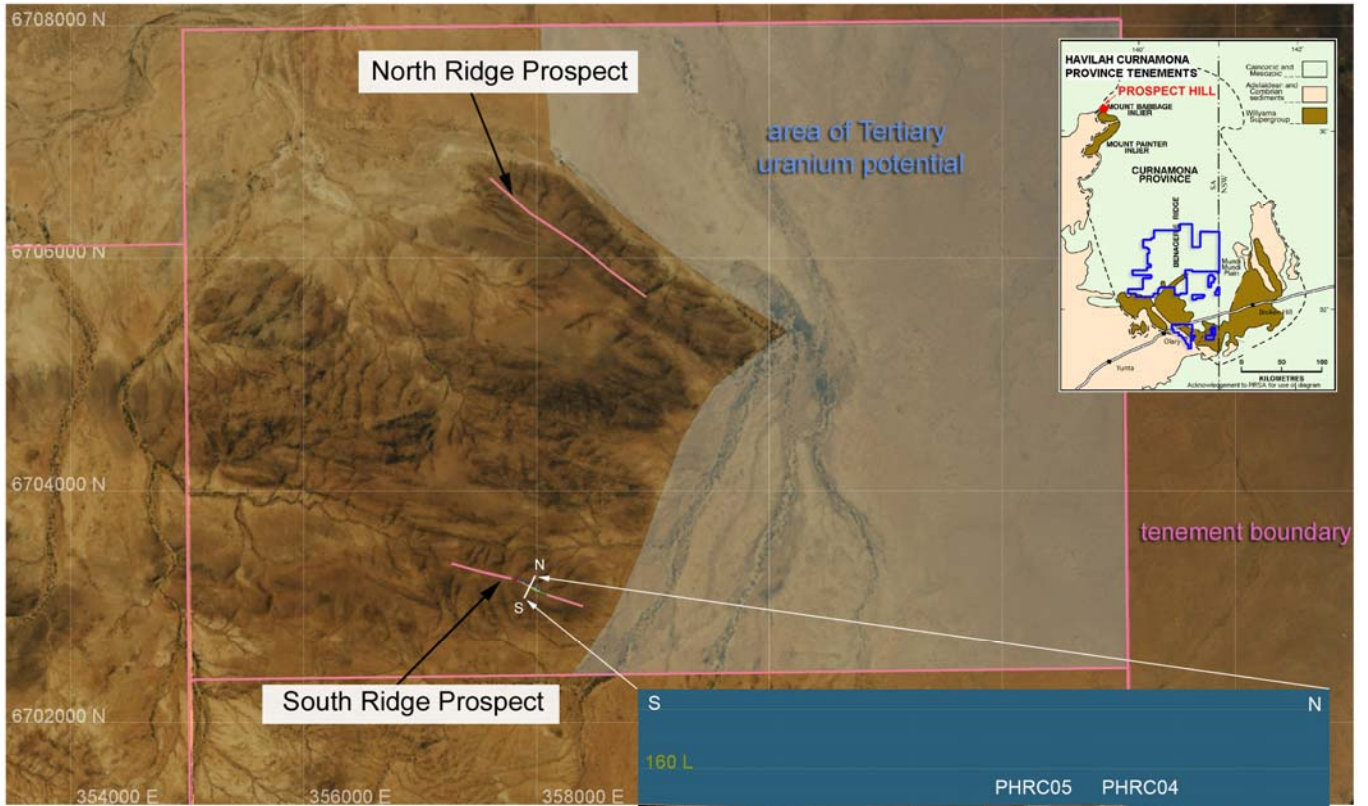 6708000 N
North Ridge Prospect
area of Tertiary
uranium potential
6706000 N
6704000 N
tenement boundary
N
S
South Ridge Prospect
6702000 N
354000 E
356000 E
358000 E
S
N
160 L
PHRC05
PHRC04
140
142
HAVILAH CURNAMONA
PROVINCE TENEMENTS
PROSPECT HILL
MOUNT BABBAGE
INLIER
MOUNT PAINTER
INLIER
CURNAMONA
PROVINCE
Cainozoic and
Mesozoic
Adelaidean and
Cambrian
sediments
Willyama
Supergroup
30
SA
NSW
BENAGERIE RIDGE
Mundi
Mundi
Plain
Broken Hill
32
Olary
Yunta
0
50
100
KILOMETRES
Acknowledgement to PIRSA for use of diagram